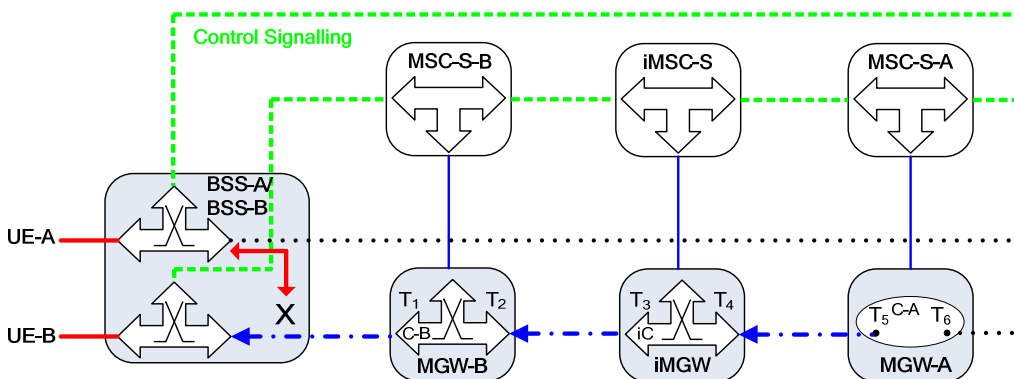 Control Signalling
MSC-S-B
iMSC-S
MSC-S-A
BSS-A/
BSS-B
UE-A
X
UE-B
T1
T2
C-B
MGW-B
T3
T4
iC
iMGW
T5
C-A
T6
MGW-A